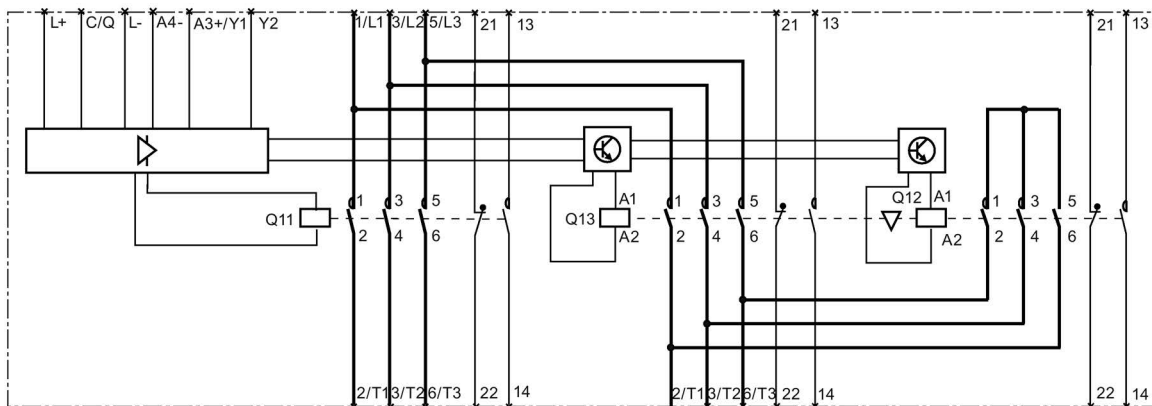 L+ C/Q L- A4- A3+/Y1 Y2 1/L1 3/L2 5/L3 21 13 21 13 21 13
1 3 5 1 3 5 1 3 5
A1 Q12 A1
Q11 Q13
2 4 6 A2 2 4 6 A2 2 4 6
2/T1 3/T2 6/T3 22 14 2/T1 3/T2 6/T3 22 14 22 14